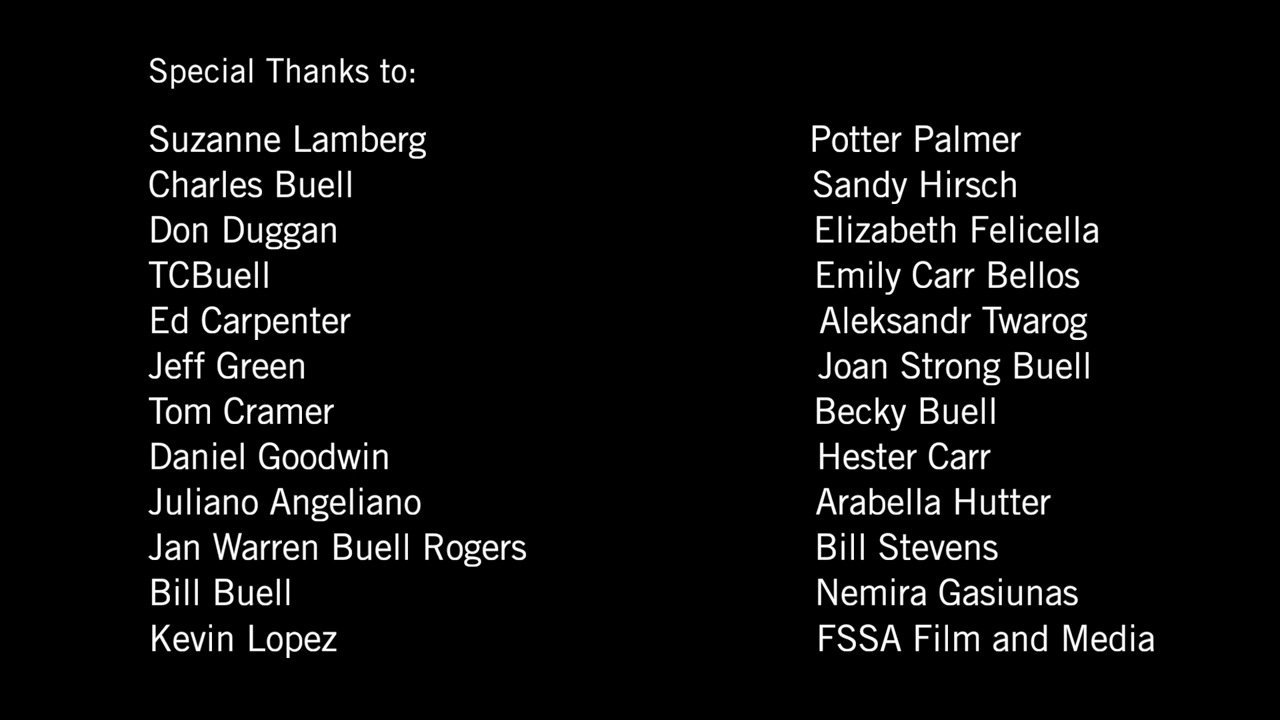 Special Thanks to:
Suzanne Lamberg
Charles Buell
Don Duggan
TCBuell
Ed Carpenter
Jeff Green
Tom Cramer
Daniel Goodwin
Juliano Angeliano
Jan Warren Buell Rogers
Bill Buell
Kevin Lopez
Potter Palmer
Sandy Hirsch
Elizabeth Felicella
Emily Carr Bellos
Aleksandr Twarog
Joan Strong Buell
Becky Buell
Hester Carr
Arabella Hutter
Bill Stevens
Nemira Gasiunas
FSSA Film and Media